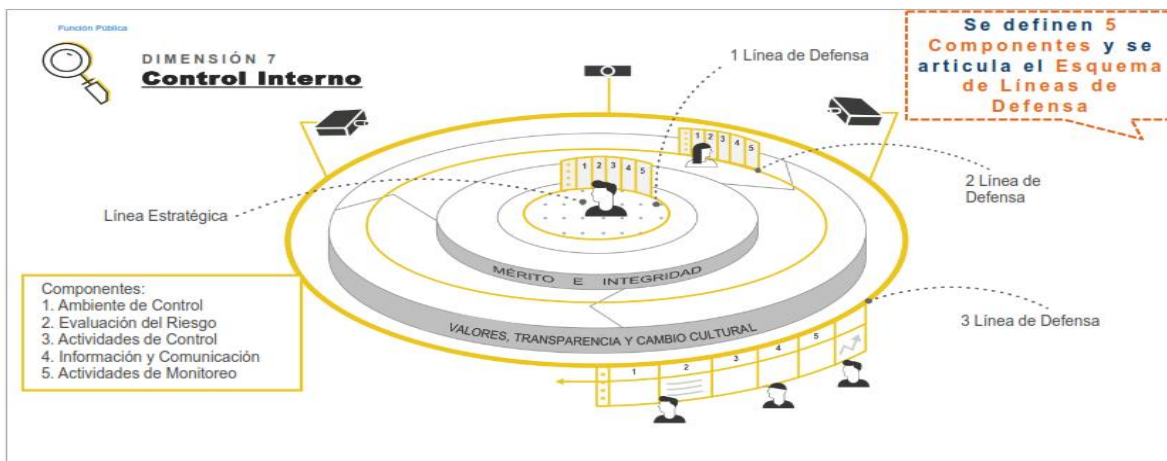 Función Pública
DIMENSIÓN 7
Control Interno
Se definen 5
Componentes y se
articula el Esquema
de Líneas de
Defensa
1 Línea de Defensa
1 2 3 4 5
1 2 3 4 5
2 Línea de
Defensa
Línea Estratégica
MÉRITO E INTEGRIDAD
VALORES, TRANSPARENCIA Y CAMBIO CULTURAL
3 Línea de Defensa
Componentes:
1. Ambiente de Control
2. Evaluación del Riesgo
3. Actividades de Control
4. Información y Comunicación
5. Actividades de Monitoreo
1 2 3 4 5